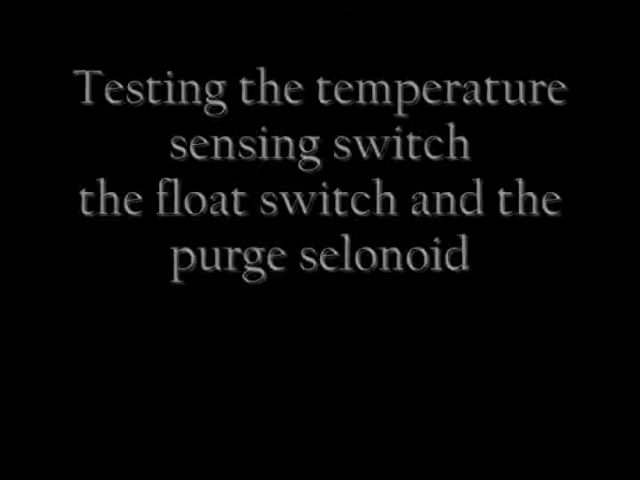 Testing the temperature
sensing switch
the float switch and the
purge selonoid